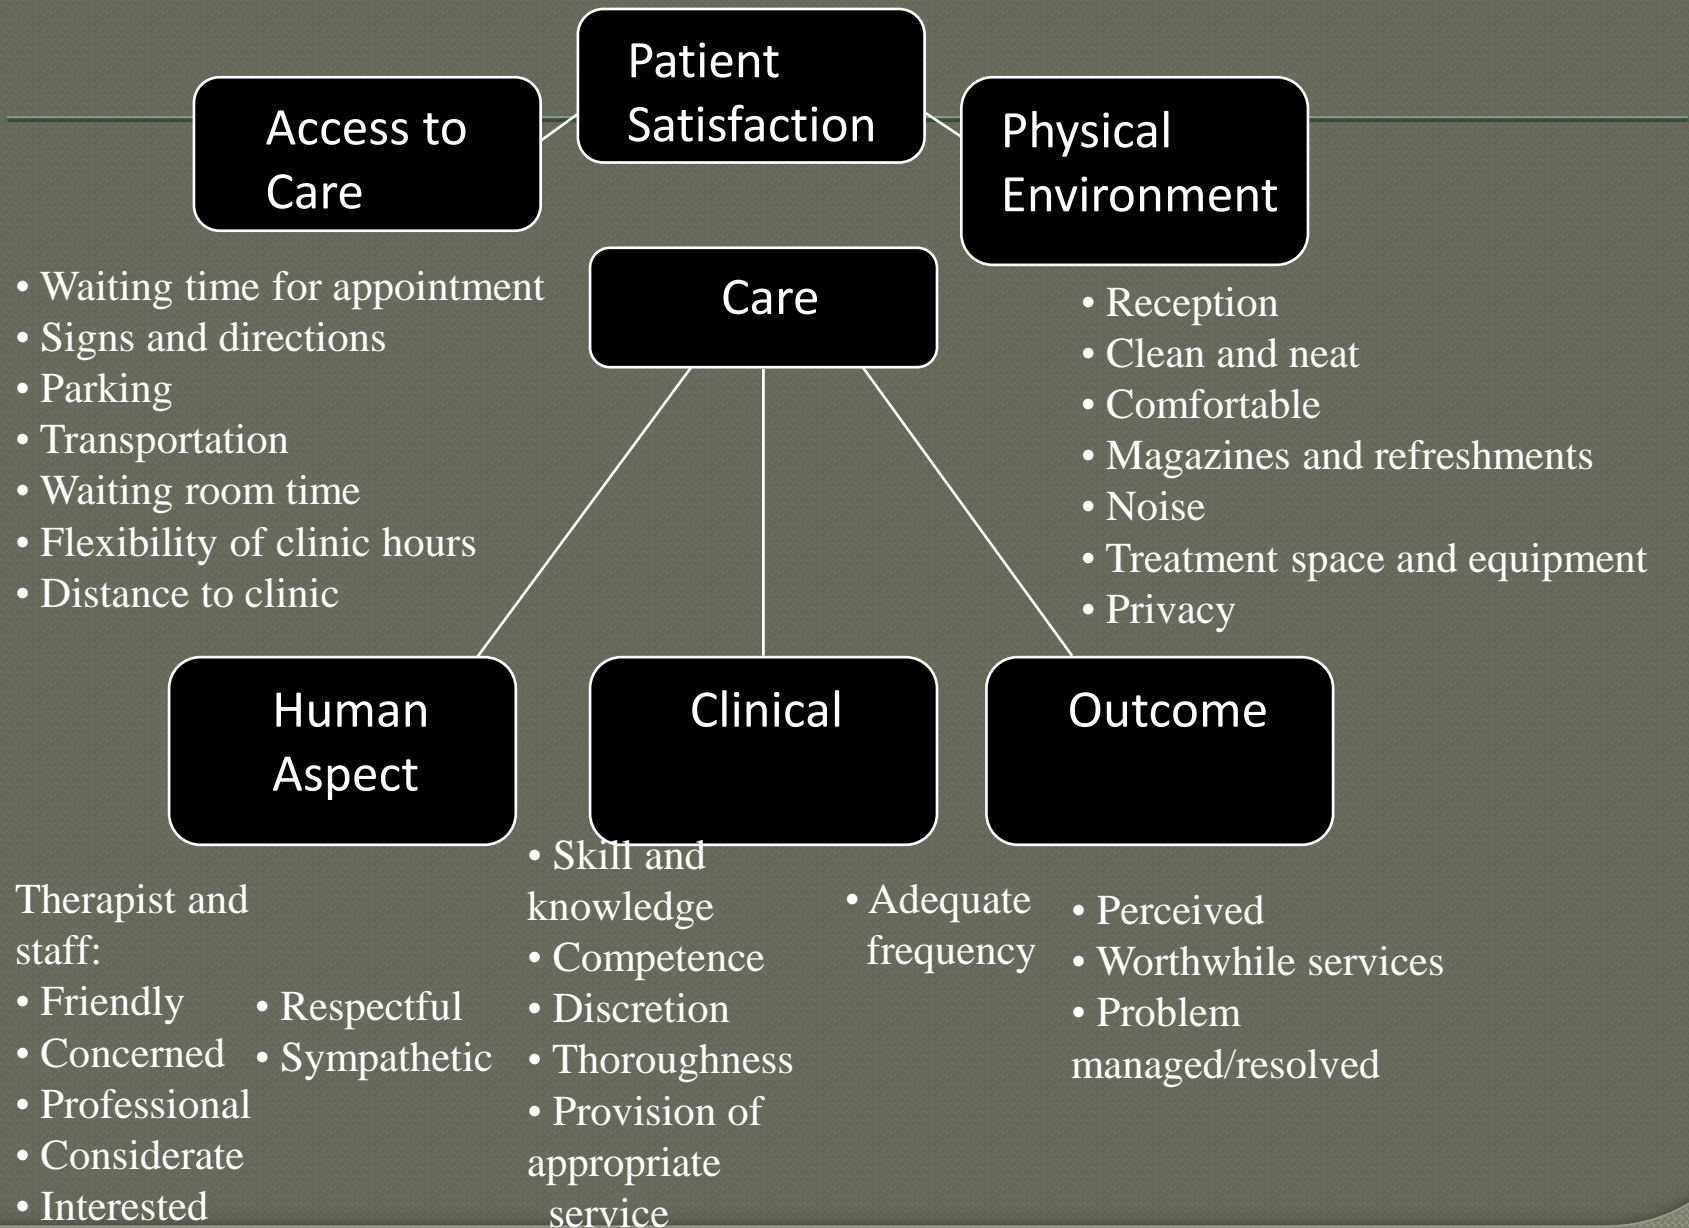 Patient
Satisfaction
Access to
Care
Physical
Environment
Care
• Waiting time for appointment
• Signs and directions
• Parking
• Transportation
• Waiting room time
• Flexibility of clinic hours
• Distance to clinic
• Reception
• Clean and neat
• Comfortable
• Magazines and refreshments
• Noise
• Treatment space and equipment
• Privacy
Human
Aspect
Clinical
Outcome
Therapist and
staff:
• Friendly
• Concerned
• Professional
• Considerate
• Interested
• Respectful
• Sympathetic
• Skill and
knowledge
• Competence
• Discretion
• Thoroughness
• Provision of
appropriate
service
• Adequate
frequency
• Perceived
• Worthwhile services
• Problem
managed/resolved